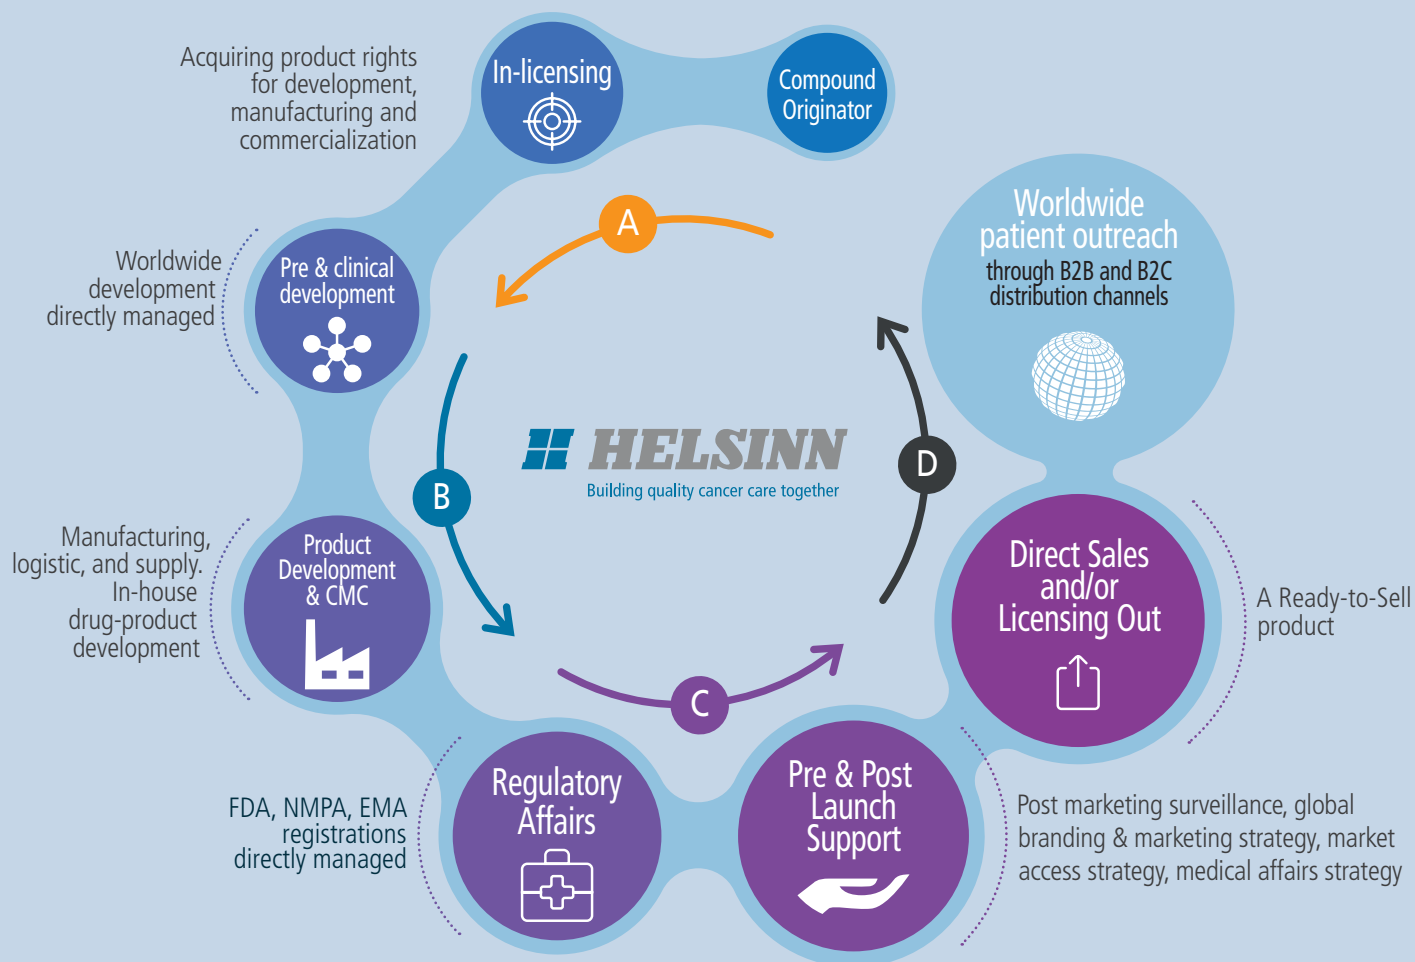 Acquiring product rights
for development,
manufacturing and
commercialization
In-licensing
Compound
Originator
A
Worldwide
patient outreach
through B2B and B2C
distribution channels
Worldwide
development
directly managed
Pre & clinical
development
B
HELSINN
Building quality cancer care together
D
Manufacturing,
logistic, and supply.
In-house
drug-product
development
Product
Development
& CMC
Direct Sales
and/or
Licensing Out
A Ready-to-Sell
product
C
FDA, NMPA, EMA
registrations
directly managed
Regulatory
Affairs
Pre & Post
Launch
Support
Post marketing surveillance, global
branding & marketing strategy, market
access strategy, medical affairs strategy